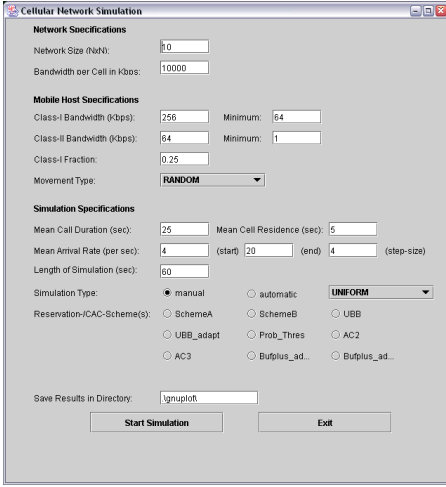 Cellular Network Simulation
Network Specifications
Network Size (NxN): 10
Bandwidth per Cell in Kbps: 10000
Mobile Host Specifications
Class-I Bandwidth (Kbps): 256 Minimum: 64
Class-II Bandwidth (Kbps): 64 Minimum: 1
Class-I Fraction: 0.25
Movement Type: RANDOM
Simulation Specifications
Mean Call Duration (sec): 25 Mean Cell Residence (sec): 5
Mean Arrival Rate (per sec): 4 (start) 20 (end) 4 (step-size)
Length of Simulation (sec): 60
Simulation Type: manual automatic UNIFORM
Reservation-/CAC-Scheme(s): SchemeA SchemeB UBB
UBB_adapt Prob_Thres AC2
AC3 Bufplus_ad... Bufplus_ad...
Save Results in Directory: .\gnuplot\
Start Simulation Exit